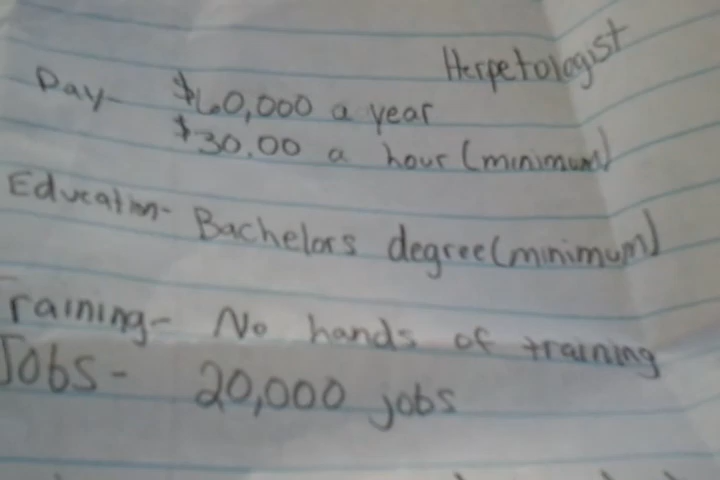 Herpetologist
Pay- $60,000 a year
$30.00 a hour (minimum)
Education- Bachelors degree (minimum)
Training- No hands of training
Jobs- 20,000 jobs